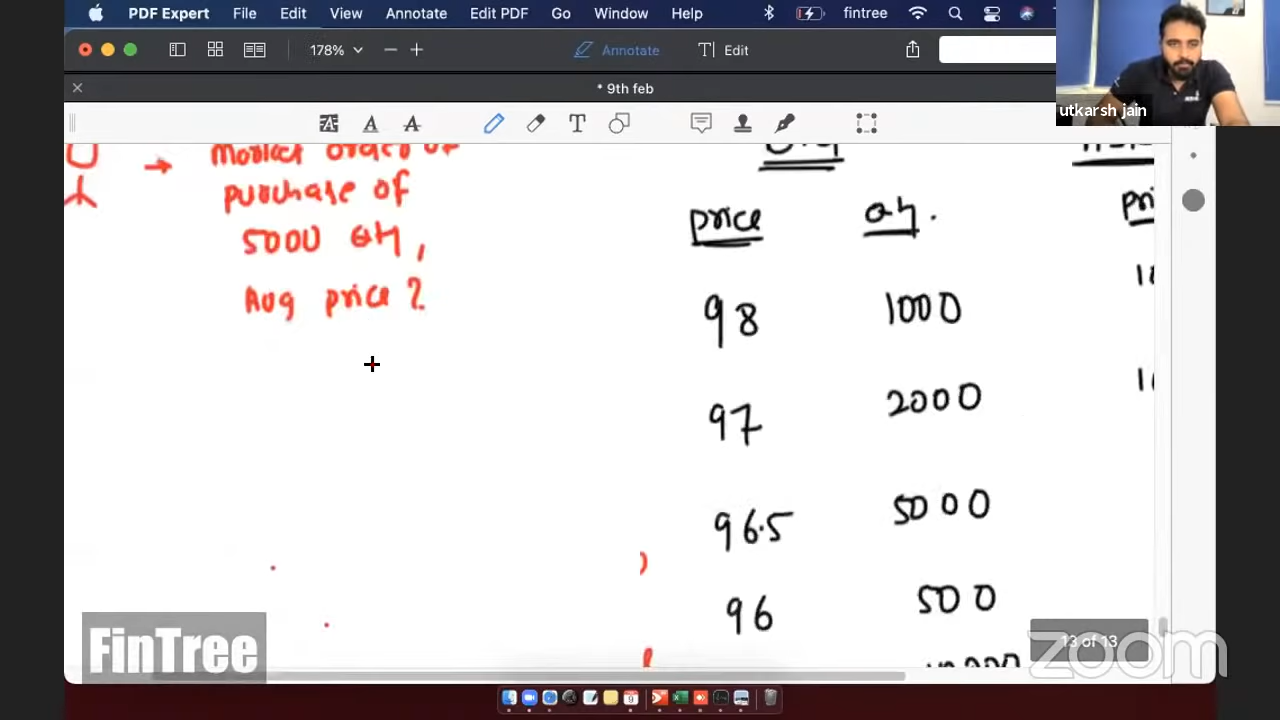 PDF Expert File Edit View Annotate Edit PDF Go Window Help fintree
178% Annotate T Edit
* 9th feb
utkarsh jain
T
Market order of
purchase of
5000 qty,
Avg price?
price qty.
98 1000
97 2000
96.5 5000
96 500
13 of 13
FinTree
zoom